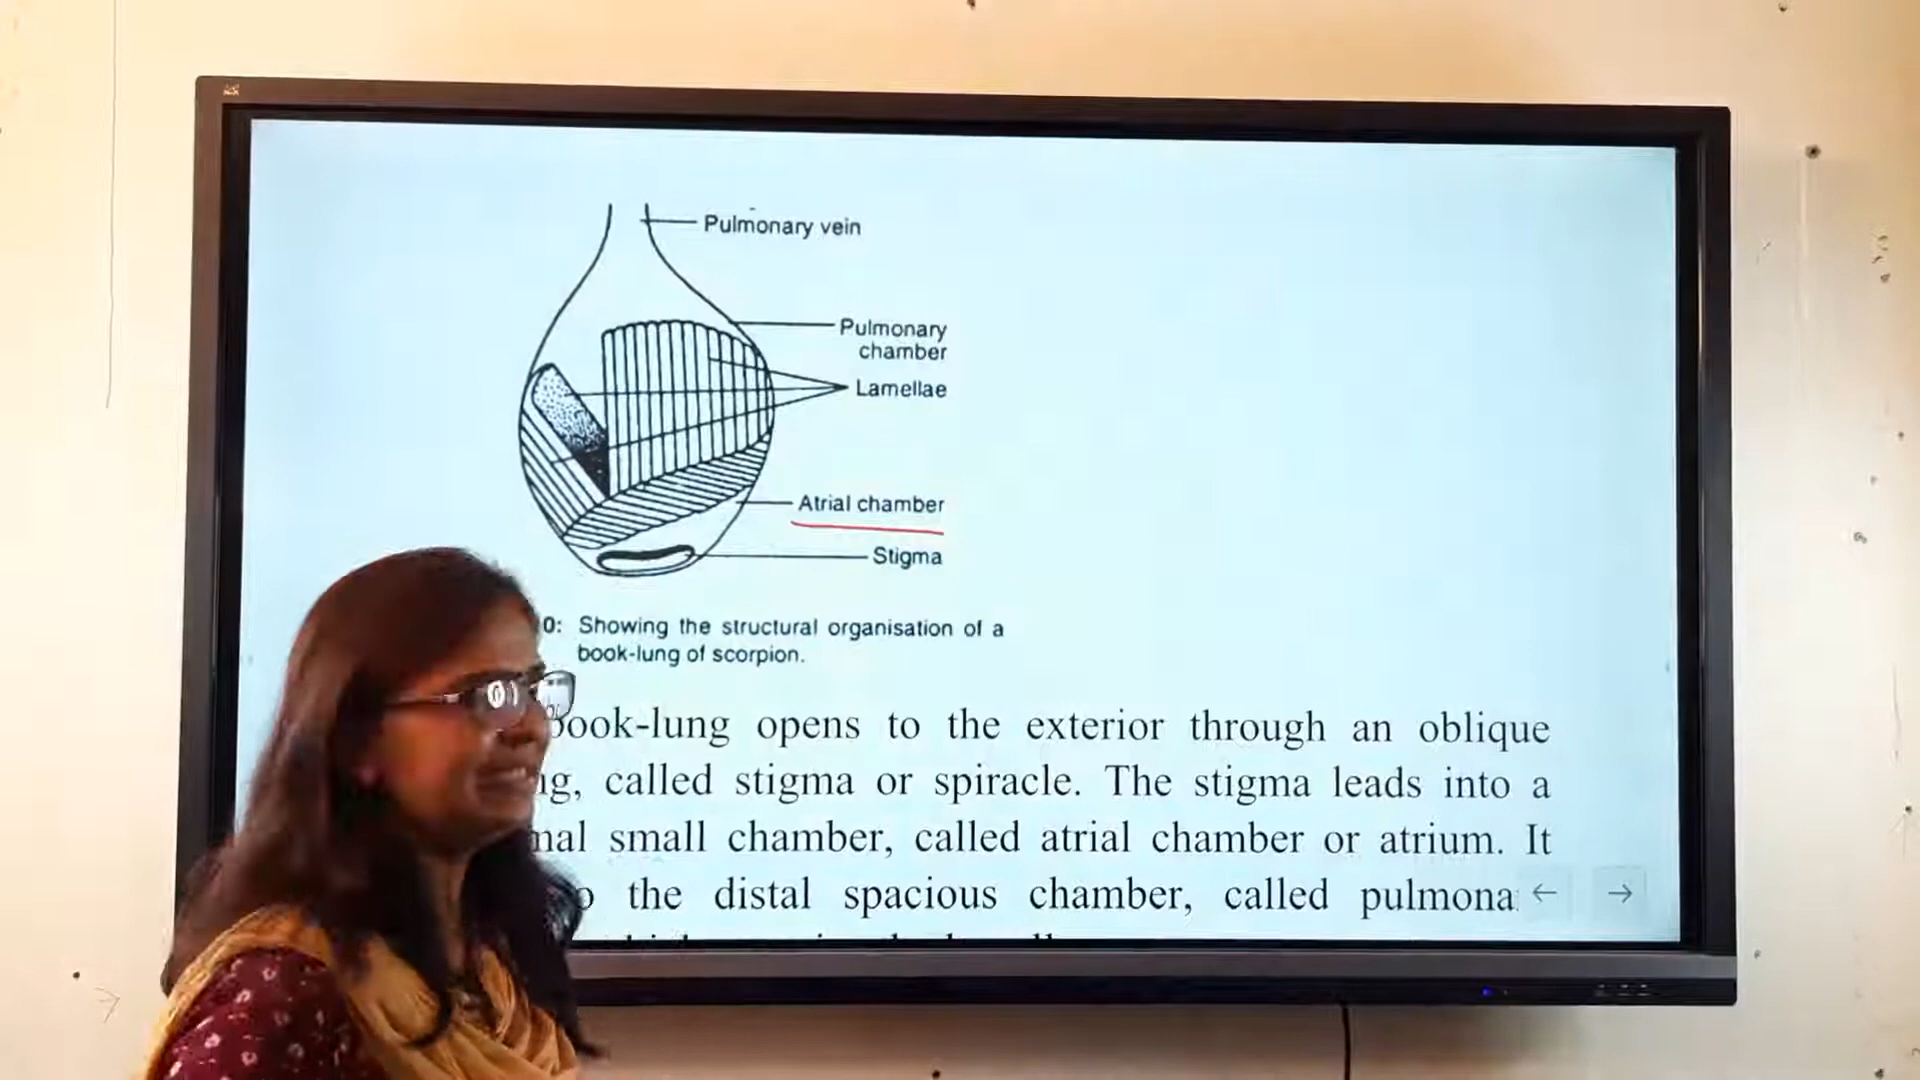 Pulmonary vein
Pulmonary
chamber
Lamellae
Atrial chamber
Stigma
0: Showing the structural organisation of a
book-lung of scorpion.
book-lung opens to the exterior through an oblique
called stigma or spiracle. The stigma leads into a
small chamber, called atrial chamber or atrium. It
the distal spacious chamber, called pulmona